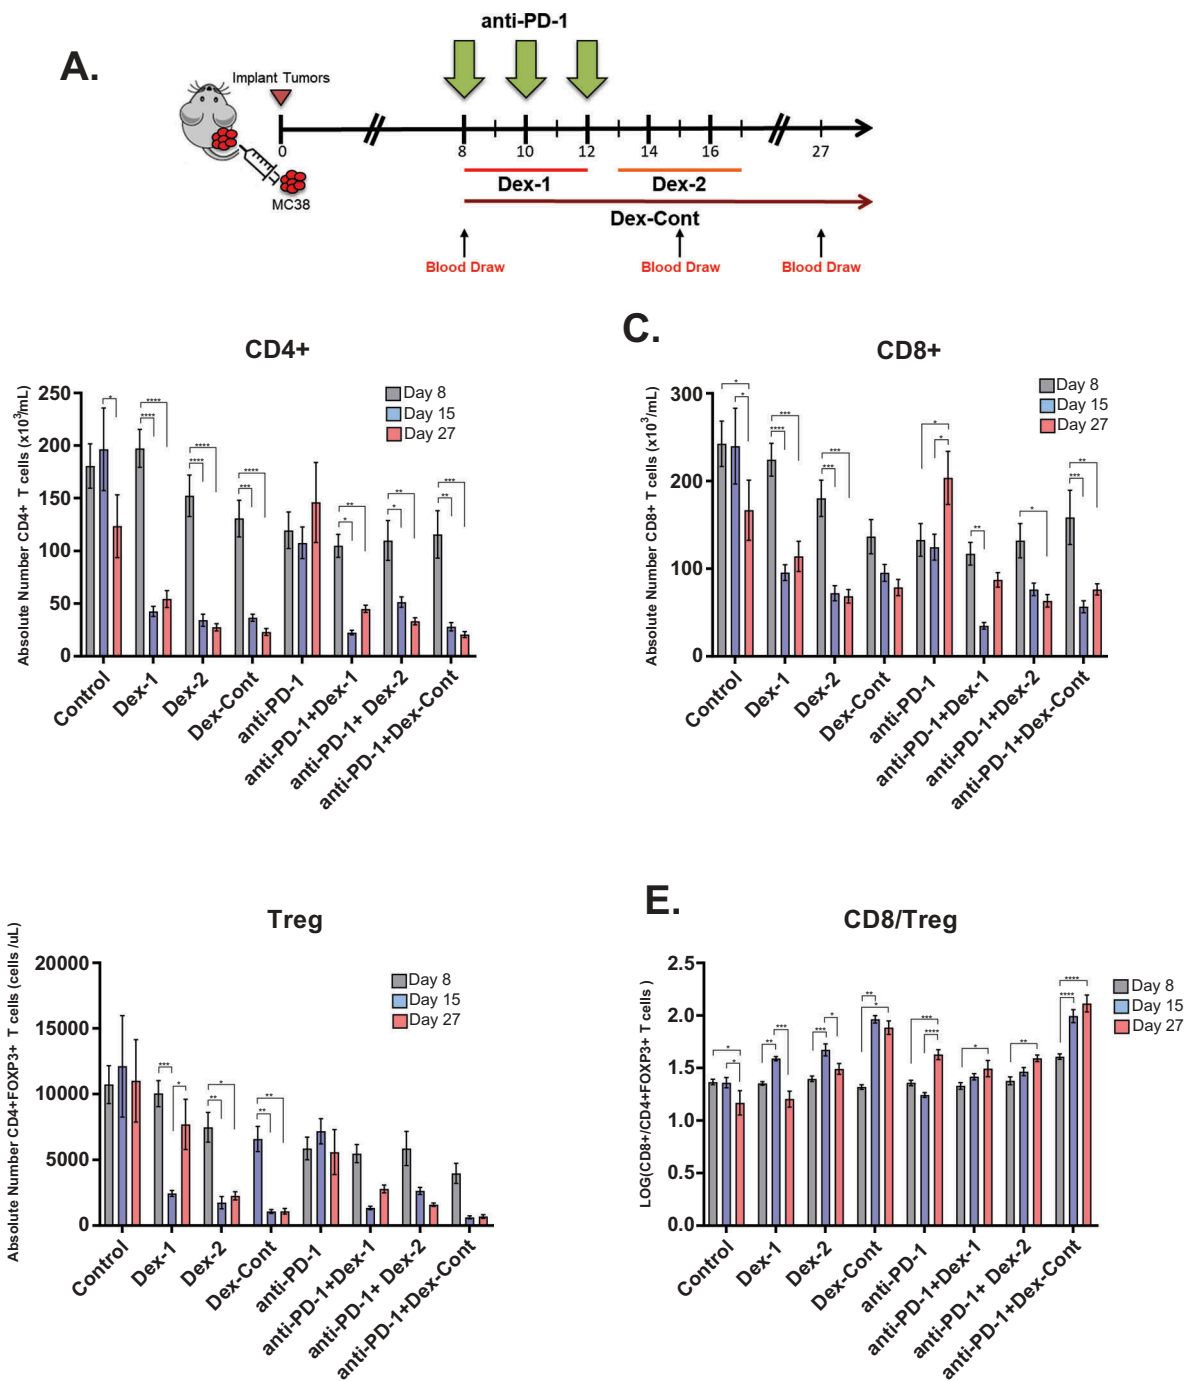 A.
anti-PD-1
Implant Tumors
0 8 10 12 14 16 27
MC38
Dex-1 Dex-2
Dex-Cont
Blood Draw Blood Draw Blood Draw
CD4+
Absolute Number CD4+ T cells (x10³/mL)
250
200
150
100
50
0
Day 8
Day 15
Day 27
*
**** ****
**** ****
*** ****
* **
* **
** ***
Control
Dex-1
Dex-2
Dex-Cont
anti-PD-1
anti-PD-1+Dex-1
anti-PD-1+ Dex-2
anti-PD-1+Dex-Cont
C.
CD8+
Absolute Number CD8+ T cells (x10³/mL)
300
200
100
0
Day 8
Day 15
Day 27
* *
**** ***
*** ***
* *
**
*
*** **
Control
Dex-1
Dex-2
Dex-Cont
anti-PD-1
anti-PD-1+Dex-1
anti-PD-1+ Dex-2
anti-PD-1+Dex-Cont
Treg
Absolute Number CD4+FOXP3+ T cells (cells /uL)
20000
15000
10000
5000
0
Day 8
Day 15
Day 27
*** *
** *
** **
Control
Dex-1
Dex-2
Dex-Cont
anti-PD-1
anti-PD-1+Dex-1
anti-PD-1+ Dex-2
anti-PD-1+Dex-Cont
E.
CD8/Treg
LOG(CD8+/CD4+FOXP3+ T cells )
2.5
2.0
1.5
1.0
0.5
0.0
Day 8
Day 15
Day 27
* *
** ***
*** *
** *
*** ****
*
**
**** ****
Control
Dex-1
Dex-2
Dex-Cont
anti-PD-1
anti-PD-1+Dex-1
anti-PD-1+ Dex-2
anti-PD-1+Dex-Cont